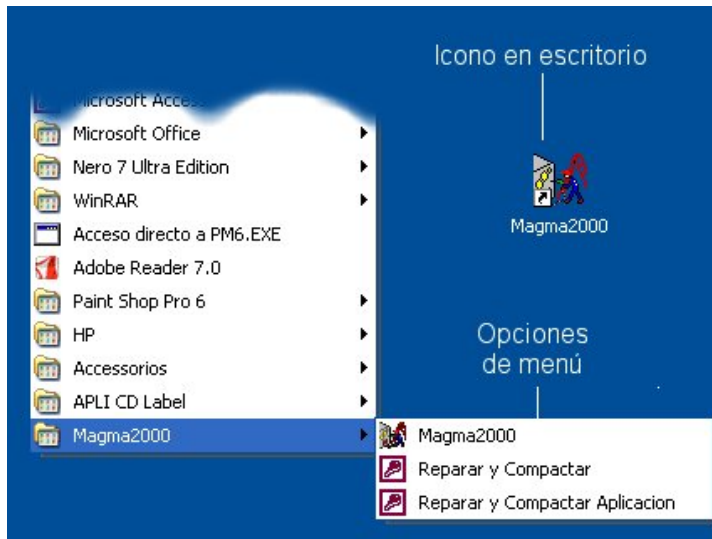 Icono en escritorio
Microsoft Acces
Microsoft Office
Nero 7 Ultra Edition
WinRAR
Acceso directo a PM6.EXE
Adobe Reader 7.0
Paint Shop Pro 6
HP
Accessorios
APLI CD Label
Magma2000
Magma2000
Opciones
de menú
Magma2000
Reparar y Compactar
Reparar y Compactar Aplicacion